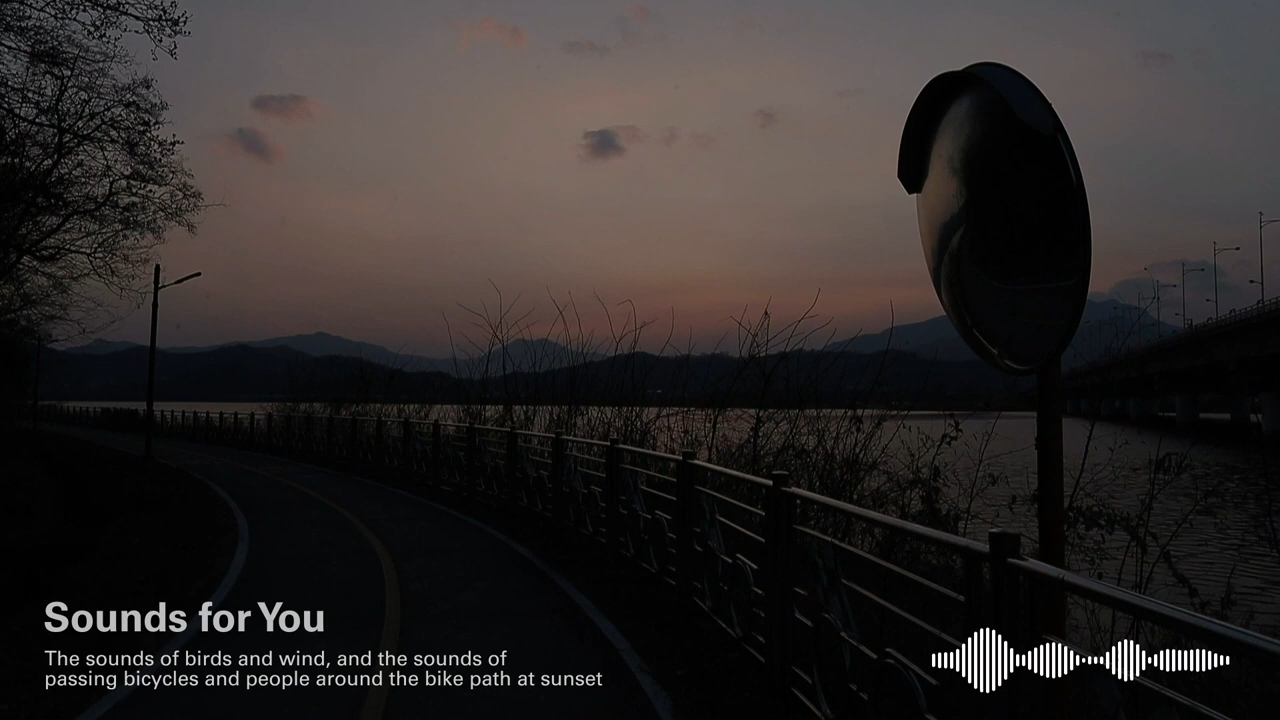 Sounds for You
The sounds of birds and wind, and the sounds of
passing bicycles and people around the bike path at sunset